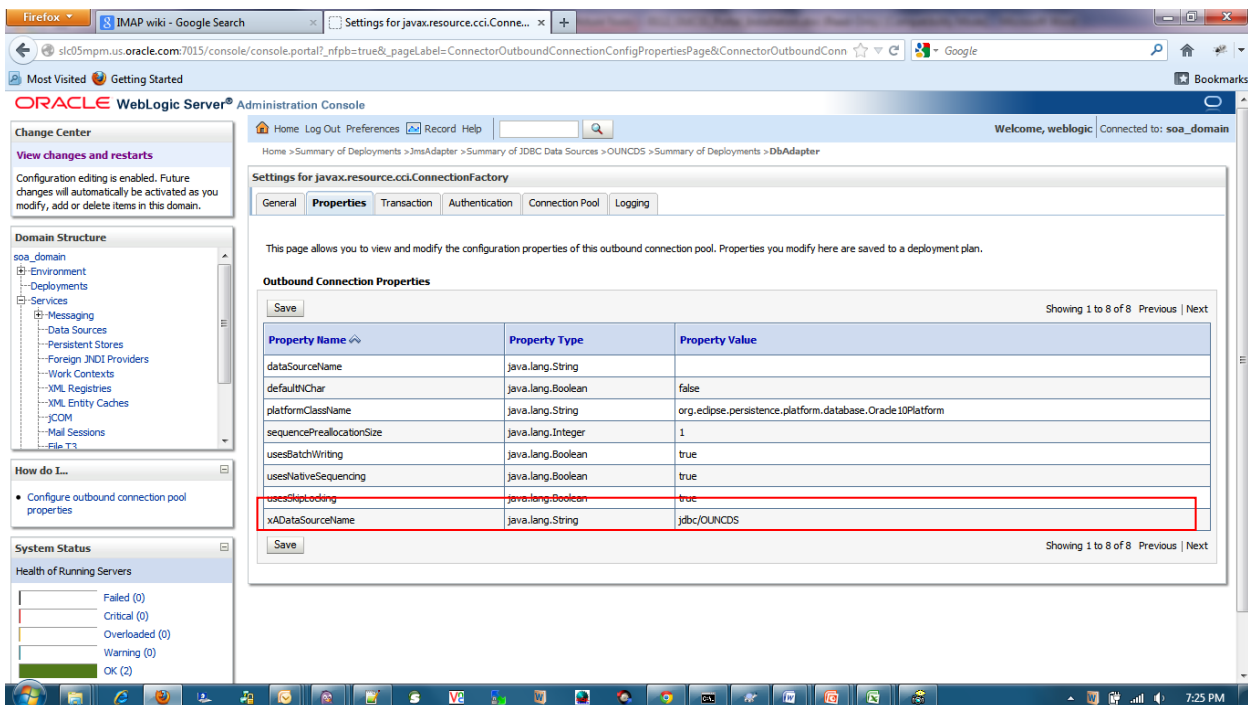 Firefox
IMAP wiki - Google Search
Settings for javax.resource.cci.Conne...
slc05mpm.us.oracle.com:7015/console/console.portal?_nfpb=true&_pageLabel=ConnectorOutboundConnectionConfigPropertiesPage&ConnectorOutboundConn
Google
Most Visited Getting Started
Bookmarks
ORACLE WebLogic Server® Administration Console
Change Center
View changes and restarts
Configuration editing is enabled. Future
changes will automatically be activated as you
modify, add or delete items in this domain.
Domain Structure
soa_domain
Environment
Deployments
Services
Messaging
Data Sources
Persistent Stores
Foreign JNDI Providers
Work Contexts
XML Registries
XML Entity Caches
jCOM
Mail Sessions
File T3
How do I...
Configure outbound connection pool
properties
System Status
Health of Running Servers
Failed (0)
Critical (0)
Overloaded (0)
Warning (0)
OK (2)
Home Log Out Preferences Record Help
Welcome, weblogic Connected to: soa_domain
Home >Summary of Deployments >JmsAdapter >Summary of JDBC Data Sources >OUNCDS >Summary of Deployments >DbAdapter
Settings for javax.resource.cci.ConnectionFactory
General Properties Transaction Authentication Connection Pool Logging
This page allows you to view and modify the configuration properties of this outbound connection pool. Properties you modify here are saved to a deployment plan.
Outbound Connection Properties
Save
Showing 1 to 8 of 8 Previous | Next
Property Name Property Type Property Value
dataSourceName java.lang.String
defaultNChar java.lang.Boolean false
platformClassName java.lang.String org.eclipse.persistence.platform.database.Oracle10Platform
sequencePreallocationSize java.lang.Integer 1
usesBatchWriting java.lang.Boolean true
usesNativeSequencing java.lang.Boolean true
usesSkipLocking java.lang.Boolean true
xADataSourceName java.lang.String jdbc/OUNCDS
Save
Showing 1 to 8 of 8 Previous | Next
7:25 PM